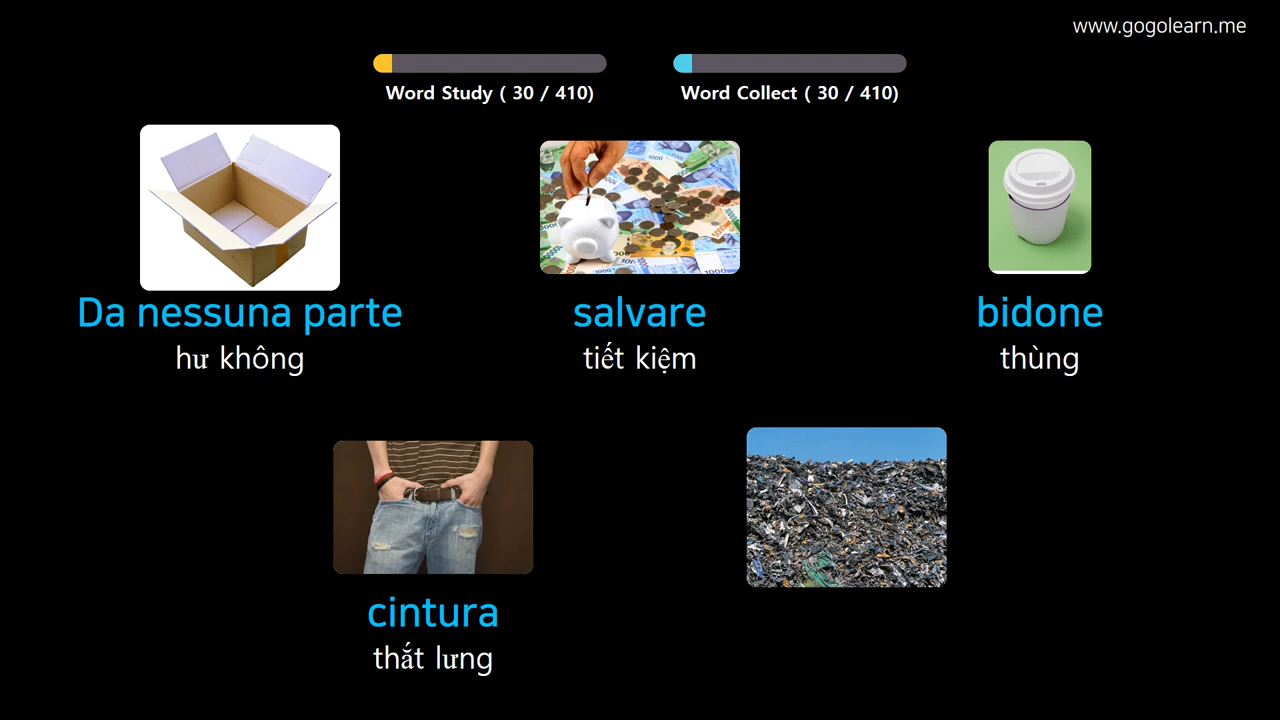 www.gogolearn.me
Word Study ( 30 / 410)
Word Collect ( 30 / 410)
Da nessuna parte
hư không
salvare
tiết kiệm
bidone
thùng
cintura
thắt lưng